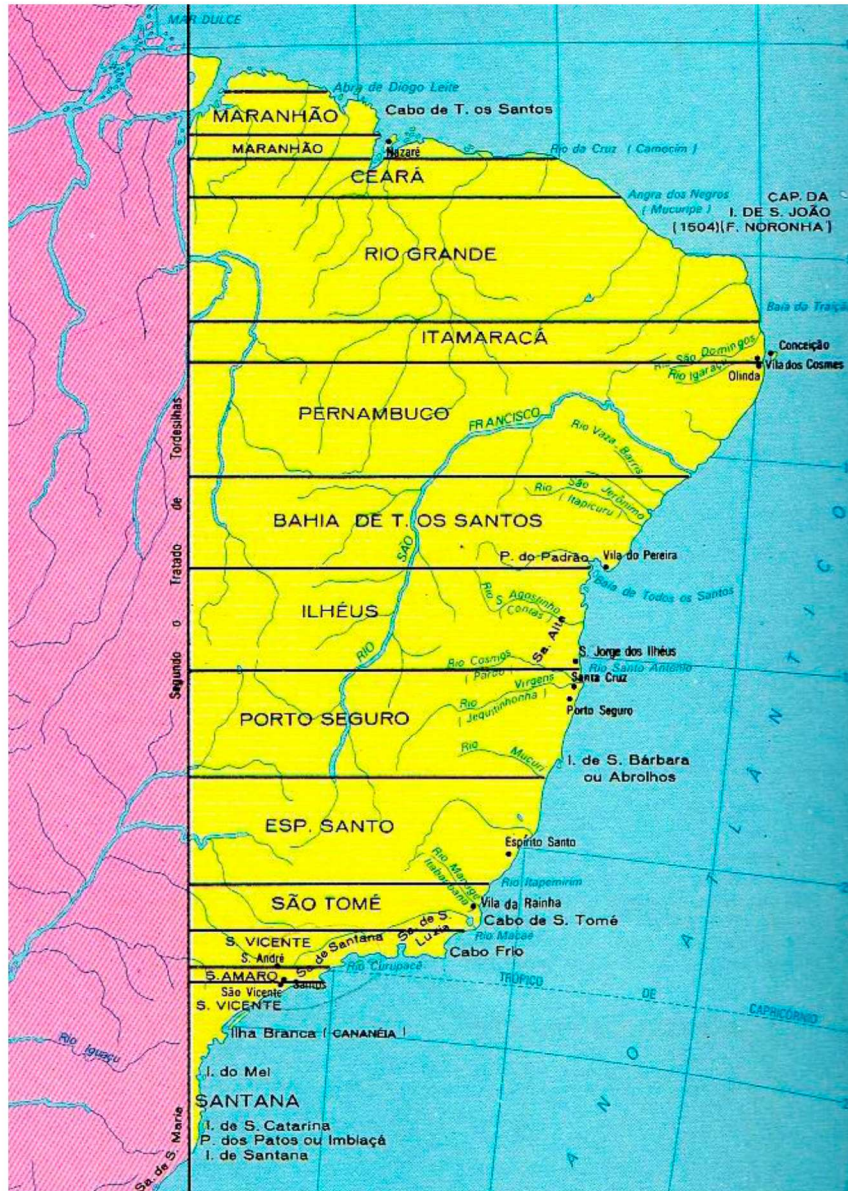 MAR DULCE
Abra de Diogo Leite
MARANHÃO
Cabo de T. os Santos
MARANHÃO
Nazaré
Rio da Cruz ( Camocim )
CEARÁ
Angra dos Negros
( Mucuripe )
CAP. DA
I. DE S. JOÃO
(1504)(F. NORONHA)
RIO GRANDE
Baia da Traição
ITAMARACÁ
Rio São Domingos
Conceição
Rio Igaraçu
Vila dos Cosmes
Olinda
PERNAMBUCO
RIO SÃO FRANCISCO
Rio Vaza Barris
Rio São Jerônimo
( Itapicuru )
BAHIA DE T. OS SANTOS
P. do Padrão
Vila do Pereira
Baia de Todos os Santos
ILHÉUS
Rio S. Agostinho
( Contas )
Sa. Aita
S. Jorge dos Ilhéus
Rio Cosmos
( Pardo )
Rio Santo Antonio
Santa Cruz
Rio Virgens
( Jequitinhonha )
Porto Seguro
PORTO SEGURO
Rio Mucuri
I. de S. Bárbara
ou Abrolhos
ESP. SANTO
Espírito Santo
Rio Itapemirim
SÃO TOMÉ
Vila da Rainha
Cabo de S. Tomé
Rio Macaé
S. VICENTE
Sa. de Santana
Sa. de S.
Luzia
S. André
Cabo Frio
Rio Curupacê
S. AMARO
São Vicente
Santos
S. VICENTE
TRÓPICO DE CAPRICÓRNIO
Ilha Branca ( CANANÉIA )
Rio Iguaçu
I. do Mel
SANTANA
I. de S. Catarina
P. dos Patos ou Imbiaçá
I. de Santana
Sa. de S. Maria
Segundo o Tratado de Tordesilhas
ANO ATLANTICO